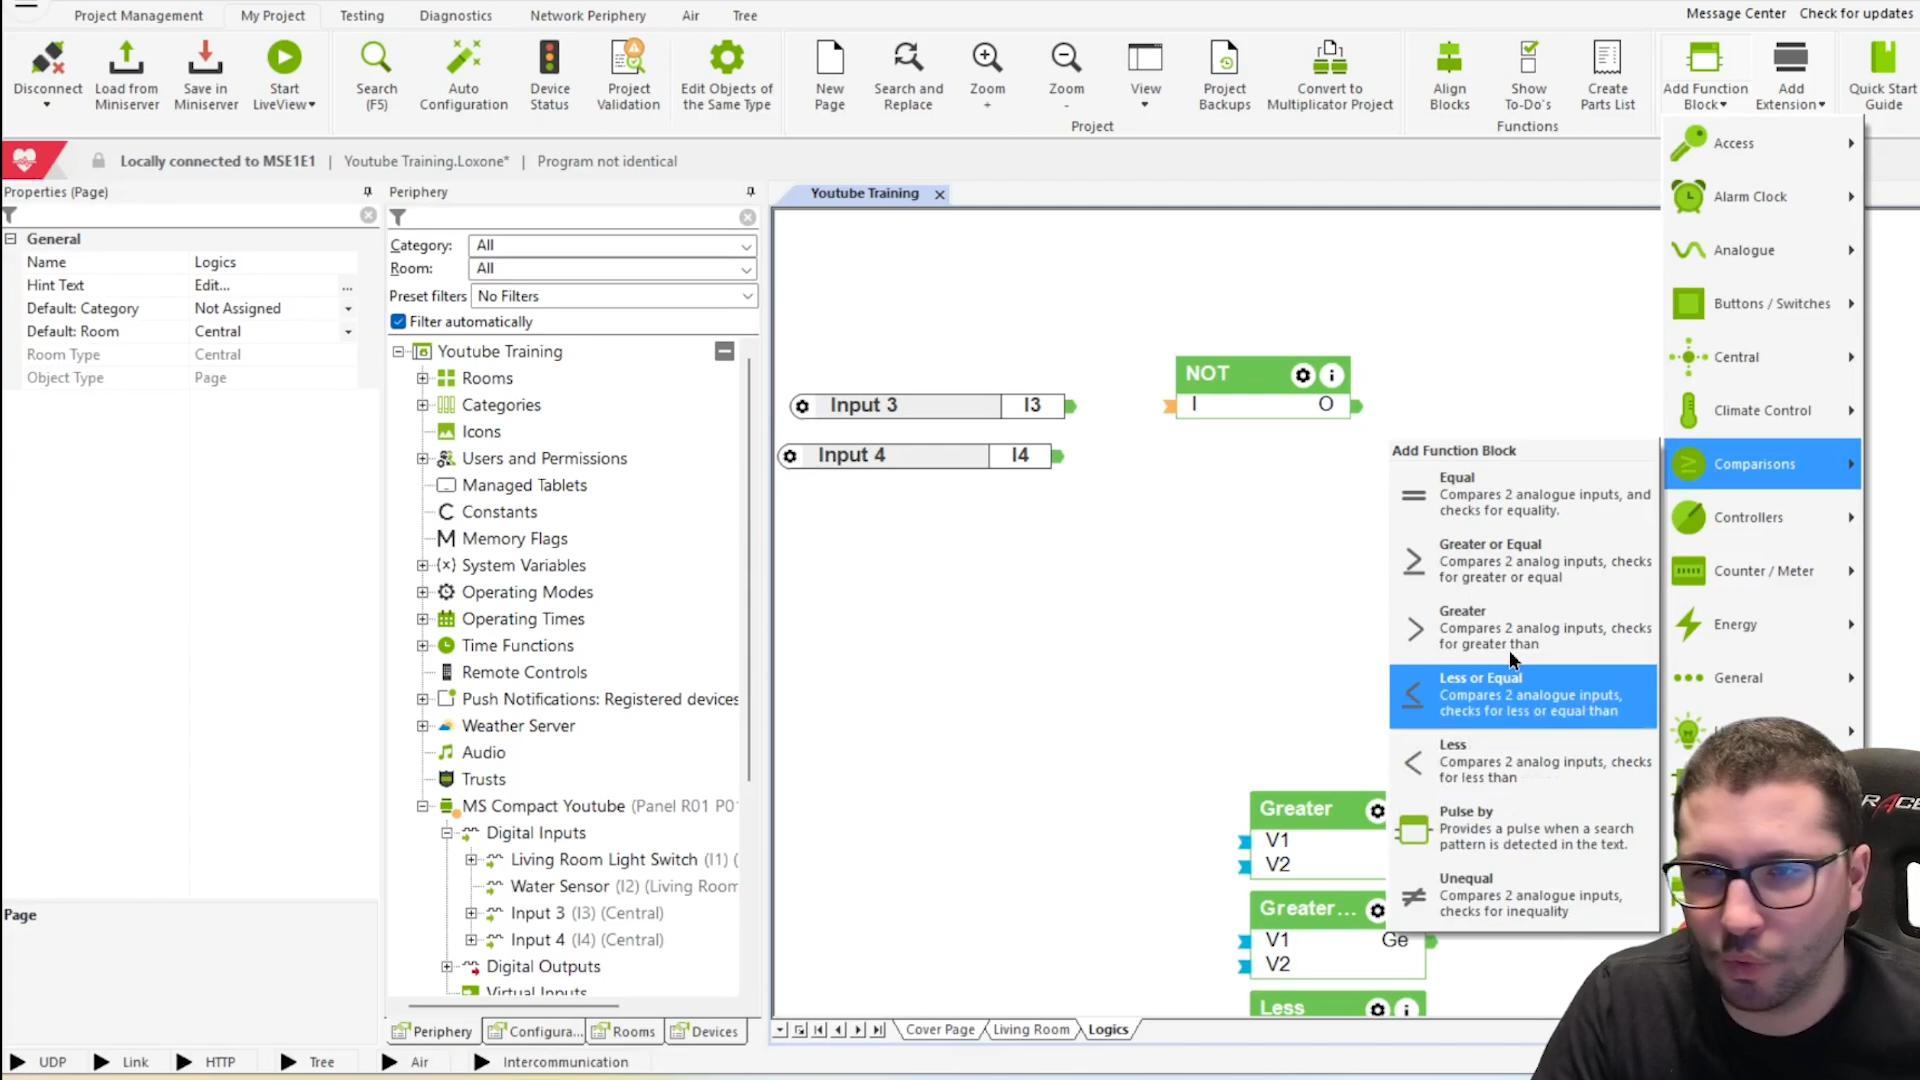 Project Management My Project Testing Diagnostics Network Periphery Air Tree Message Center Check for updates
Disconnect
Load from Miniserver
Save in Miniserver
Start LiveView
Search (F5)
Auto Configuration
Device Status
Project Validation
Edit Objects of the Same Type
New Page
Search and Replace
Zoom +
Zoom -
View
Project Backups
Convert to Multiplicator Project
Align Blocks
Show To-Do's
Create Parts List
Add Function Block
Add Extension
Quick Start Guide
Project
Functions
Locally connected to MSE1E1 | Youtube Training.Loxone* | Program not identical
Properties (Page)
General
Name Logics
Hint Text Edit... ...
Default: Category Not Assigned
Default: Room Central
Room Type Central
Object Type Page
Page
Periphery
Category: All
Room: All
Preset filters No Filters
Filter automatically
Youtube Training
Rooms
Categories
Icons
Users and Permissions
Managed Tablets
Constants
Memory Flags
System Variables
Operating Modes
Operating Times
Time Functions
Remote Controls
Push Notifications: Registered devices
Weather Server
Audio
Trusts
MS Compact Youtube (Panel R01 P0
Digital Inputs
Living Room Light Switch (I1) (
Water Sensor (I2) (Living Room
Input 3 (I3) (Central)
Input 4 (I4) (Central)
Digital Outputs
Virtual Inputs
Periphery Configura... Rooms Devices
Youtube Training
Input 3 I3
Input 4 I4
NOT
I O
Greater
V1
V2
Greater...
V1 Ge
V2
Less
Cover Page Living Room Logics
Add Function Block
Equal
Compares 2 analogue inputs, and
checks for equality.
Greater or Equal
Compares 2 analog inputs, checks
for greater or equal
Greater
Compares 2 analog inputs, checks
for greater than
Less or Equal
Compares 2 analogue inputs,
checks for less or equal than
Less
Compares 2 analog inputs, checks
for less than
Pulse by
Provides a pulse when a search
pattern is detected in the text.
Unequal
Compares 2 analogue inputs,
checks for inequality
Access
Alarm Clock
Analogue
Buttons / Switches
Central
Climate Control
Comparisons
Controllers
Counter / Meter
Energy
General
UDP Link HTTP Tree Air Intercommunication